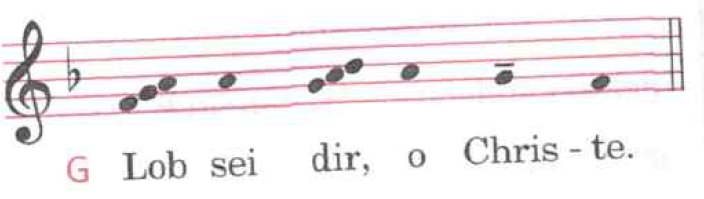 G Lob sei dir, o Chris - te.